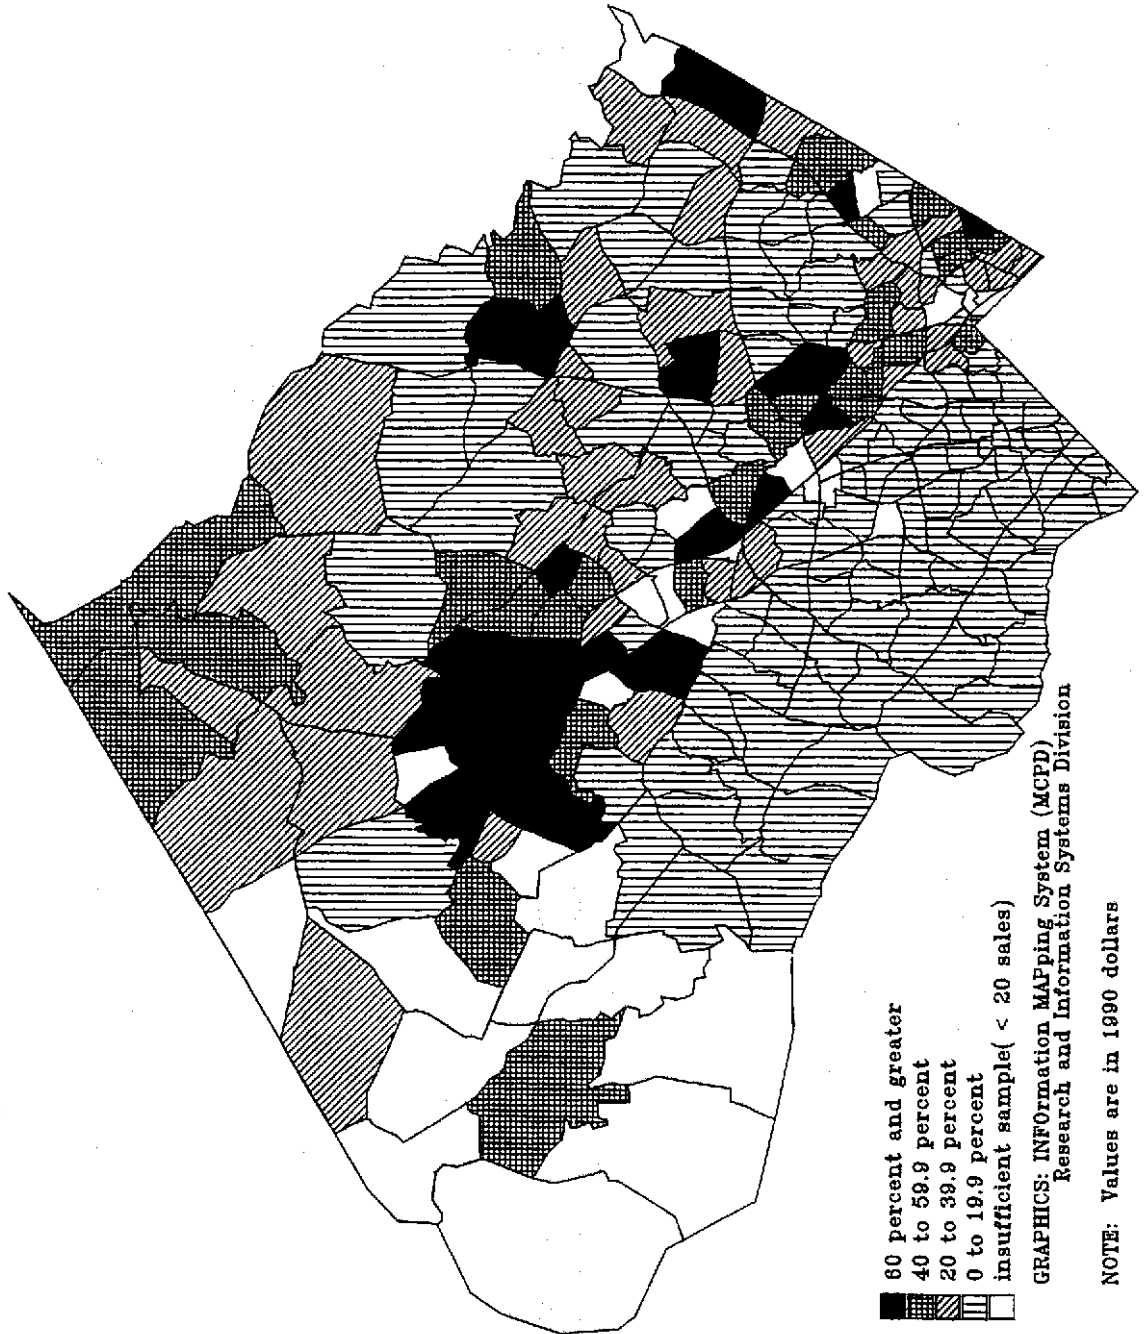 60 percent and greater
40 to 59.9 percent
20 to 39.9 percent
0 to 19.9 percent
insufficient sample( < 20 sales)
GRAPHICS: INFOrmation MAPping System (MCPD)
Research and Information Systems Division
NOTE: Values are in 1990 dollars